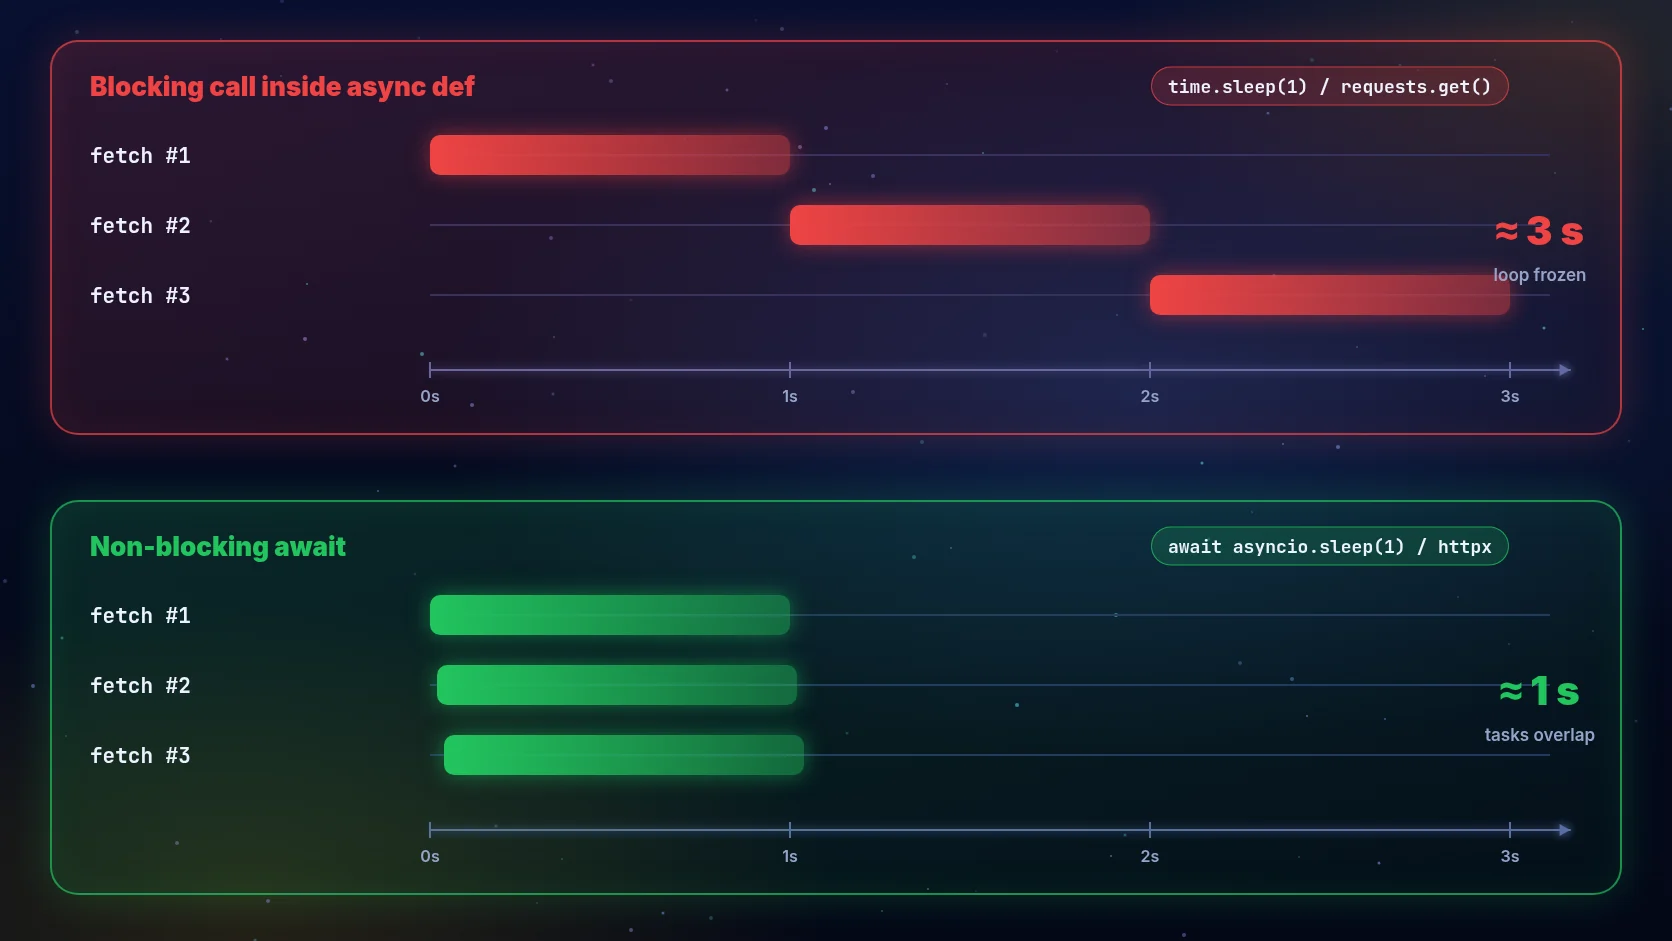 Blocking call inside async def
time.sleep(1) / requests.get()
fetch #1
fetch #2
≈ 3 s
loop frozen
fetch #3
0s 1s 2s 3s
Non-blocking await
await asyncio.sleep(1) / httpx
fetch #1
fetch #2
≈ 1 s
tasks overlap
fetch #3
0s 1s 2s 3s